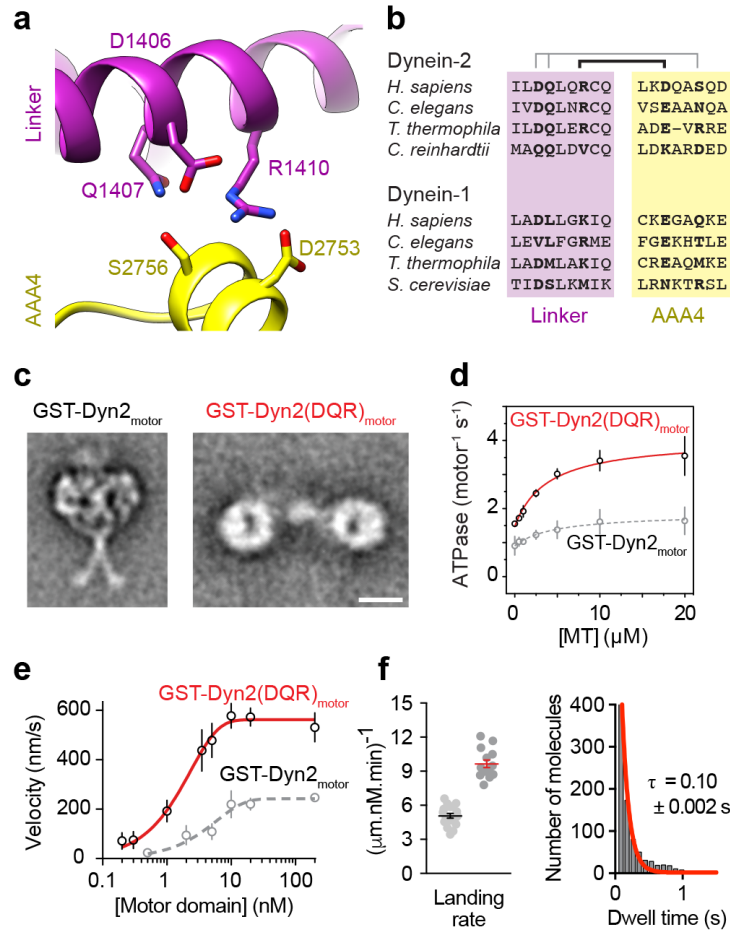 a
D1406
Linker
Q1407
R1410
S2756
D2753
AAA4
b
Dynein-2
H. sapiens ILDQLQRCQ LKDQASQD
C. elegans IVDQLNRCQ VSEAANQA
T. thermophila ILDQLERCQ ADE-VRRE
C. reinhardtii MAQQLDVCQ LDKARDED
Dynein-1
H. sapiens LADLLGKIQ CKEGAQKE
C. elegans LEVLFGRME FGEKHTLE
T. thermophila LADMLAKIQ CREAQMKE
S. cerevisiae TIDSLKMIK LRNKTRSL
Linker AAA4
c
GST-Dyn2motor
GST-Dyn2(DQR)motor
d
GST-Dyn2(DQR)motor
GST-Dyn2motor
ATPase (motor-1 s-1)
0 2 4 6
0 10 20
[MT] (µM)
e
GST-Dyn2(DQR)motor
GST-Dyn2motor
Velocity (nm/s)
600
400
200
0
0.1 1 10 100
[Motor domain] (nM)
f
(µm.nM.min)-1
15
12
9
6
3
0
Landing
rate
Number of molecules
400
300
200
100
0
τ = 0.10
± 0.002 s
0 1
Dwell time (s)